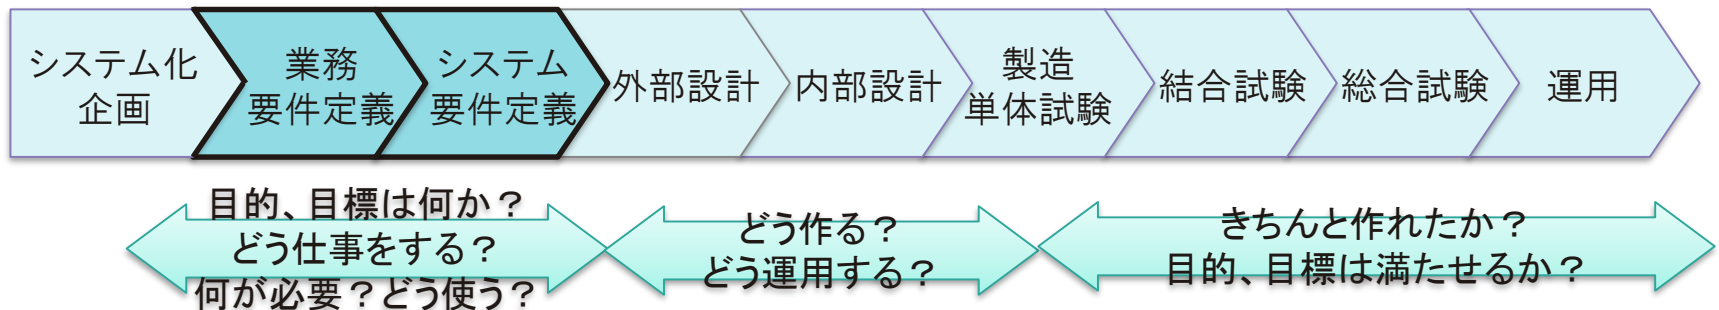 システム化
企画
業務
要件定義
システム
要件定義
外部設計
内部設計
製造
単体試験
結合試験
総合試験
運用
目的、目標は何か？
どう仕事をする？
何が必要？どう使う？
どう作る？
どう運用する？
きちんと作れたか？
目的、目標は満たせるか？